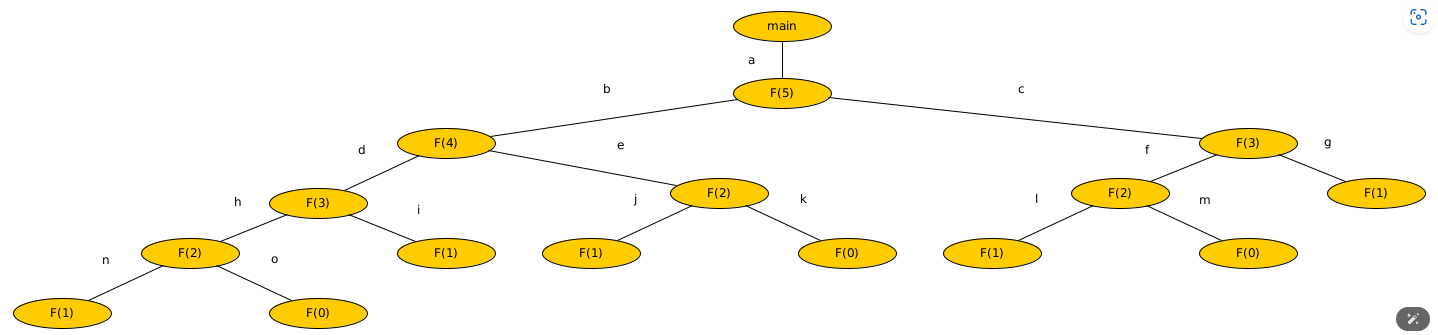 main
a
F(5)
b
c
F(4)
F(3)
d
e
f
g
F(3)
F(2)
F(2)
F(1)
h
i
j
k
l
m
F(2)
F(1)
F(1)
F(0)
F(1)
F(0)
n
o
F(1)
F(0)